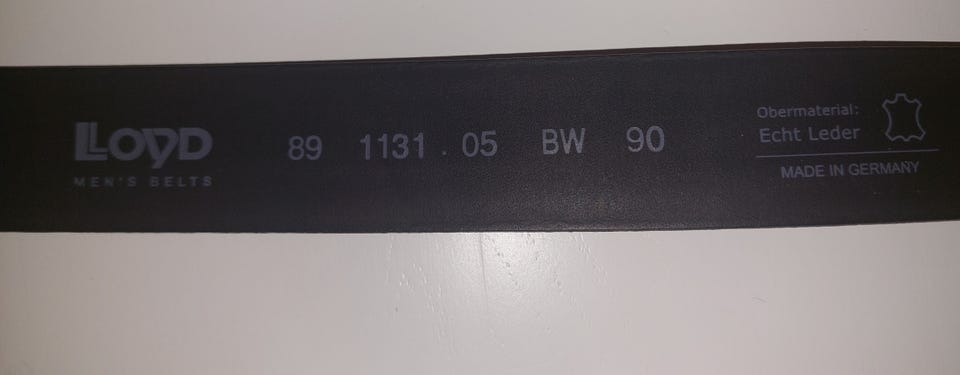 LLOYD
MEN'S BELTS
89 1131 . 05 BW 90
Obermaterial:
Echt Leder
MADE IN GERMANY